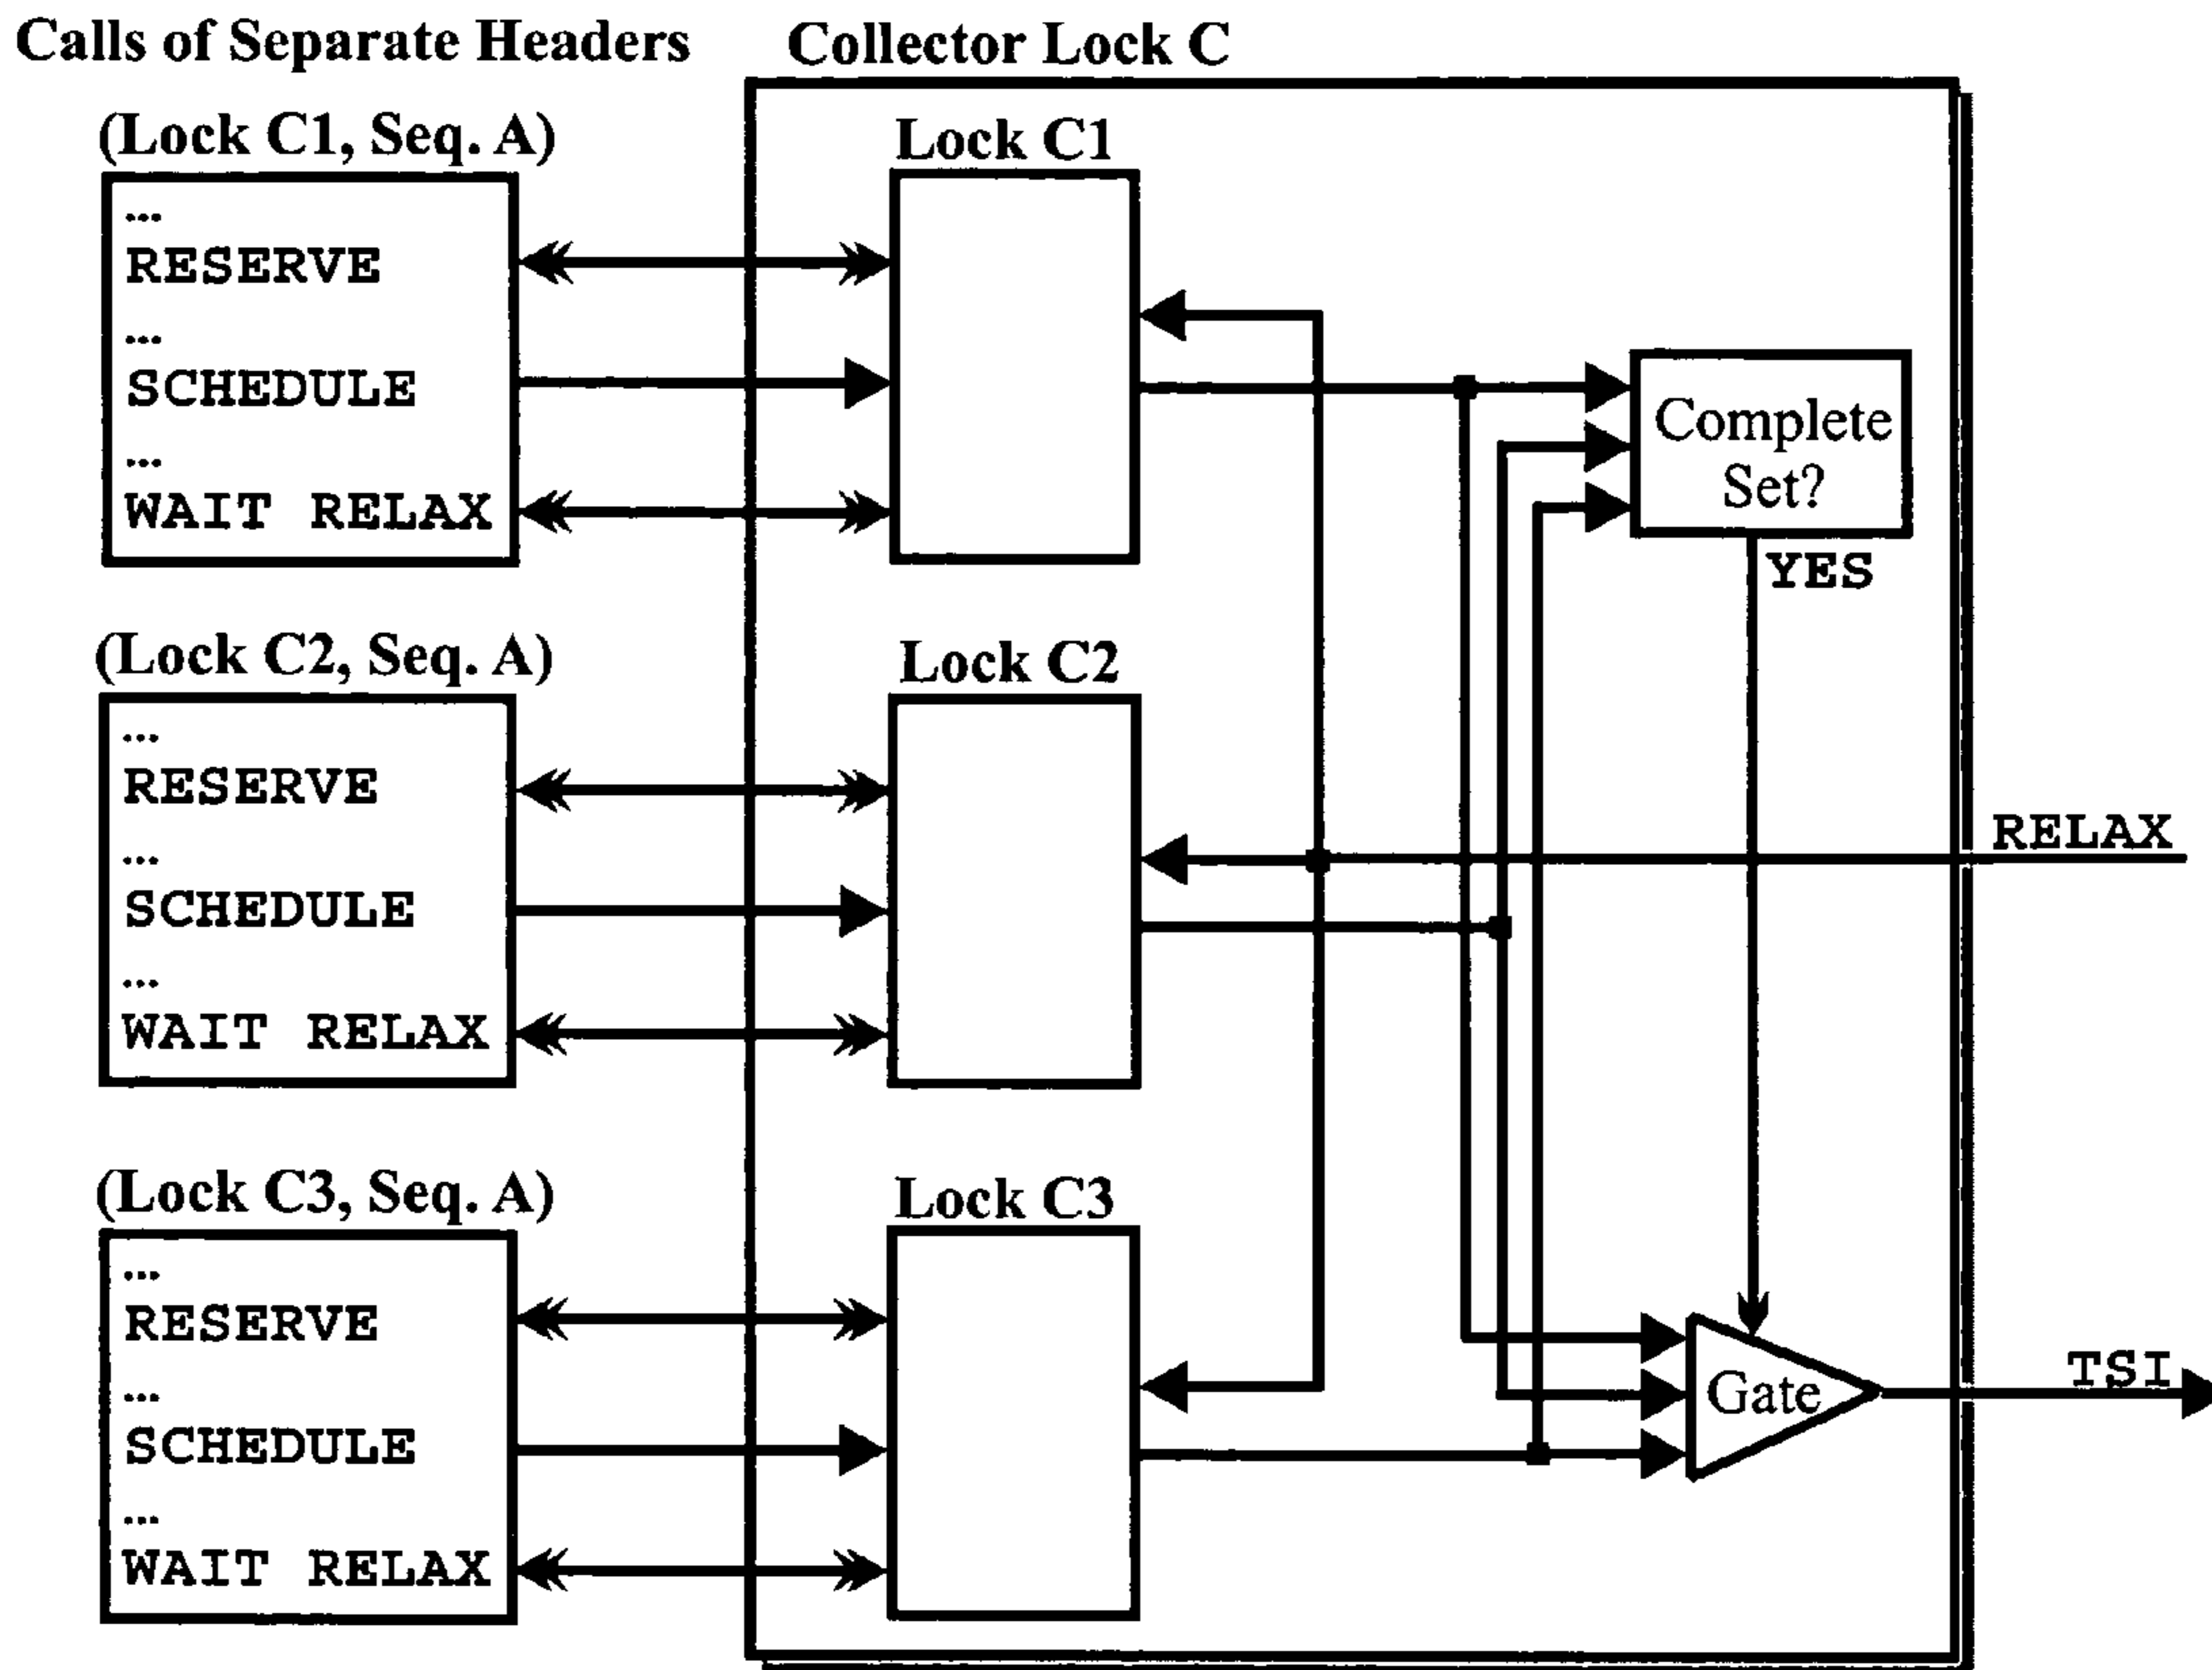 Calls of Separate Headers
Collector Lock C
(Lock C1, Seq. A)
...
RESERVE
...
SCHEDULE
...
WAIT RELAX
Lock C1
Complete
Set?
YES
(Lock C2, Seq. A)
...
RESERVE
...
SCHEDULE
...
WAIT RELAX
Lock C2
RELAX
(Lock C3, Seq. A)
...
RESERVE
...
SCHEDULE
...
WAIT RELAX
Lock C3
Gate
TSI